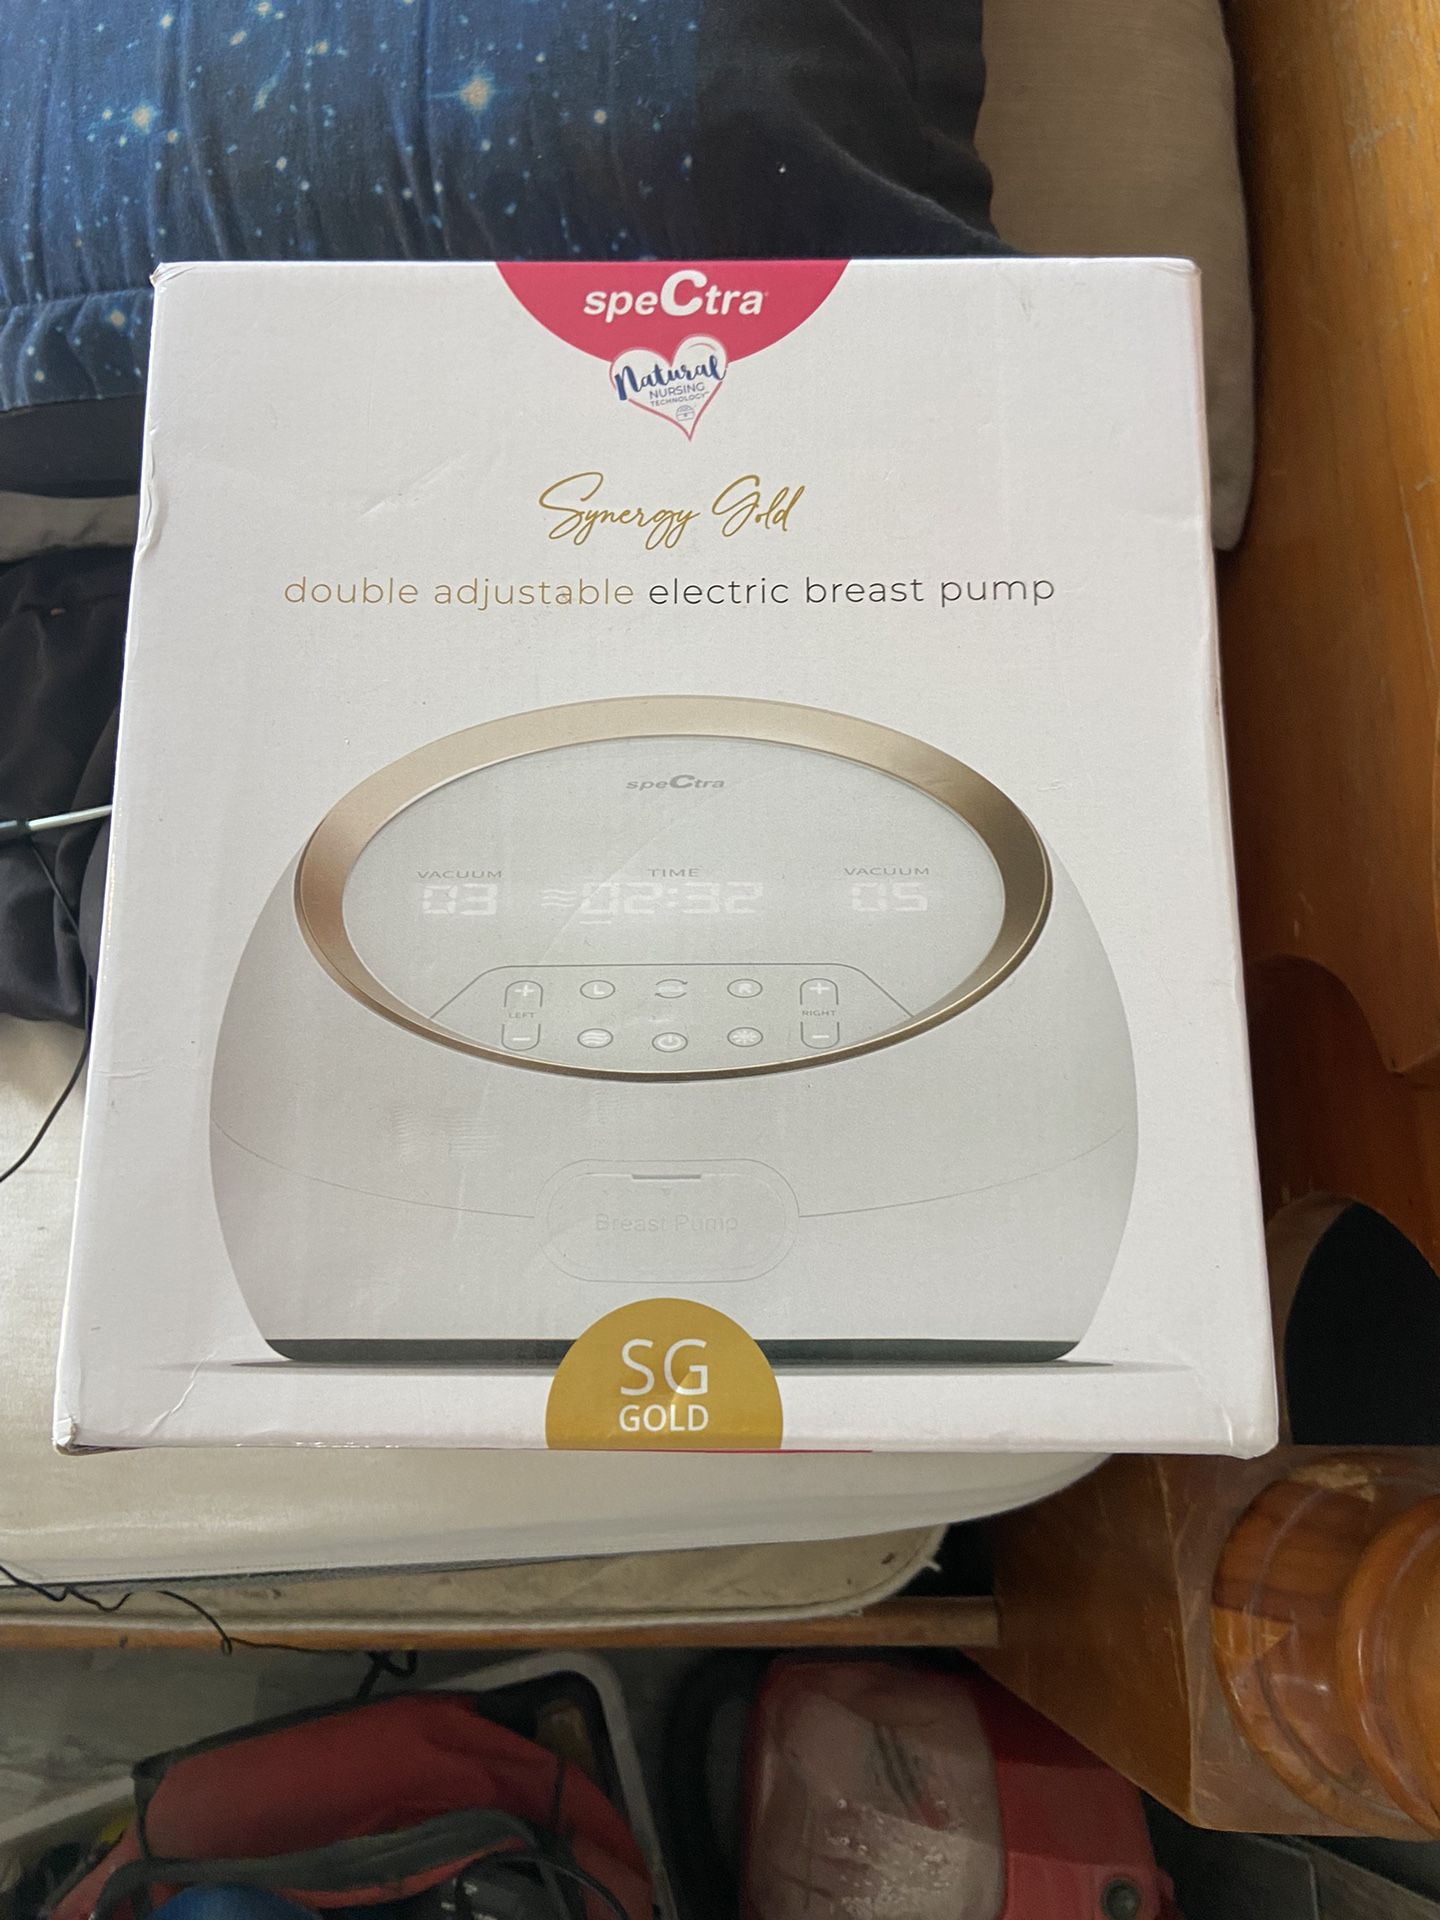 speCtra
Natural
NURSING
TECHNOLOGY™
Synergy Gold
double adjustable electric breast pump
speCtra
VACUUM TIME VACUUM
03 02:32 05
L R
LEFT RIGHT
Breast Pump
SG
GOLD